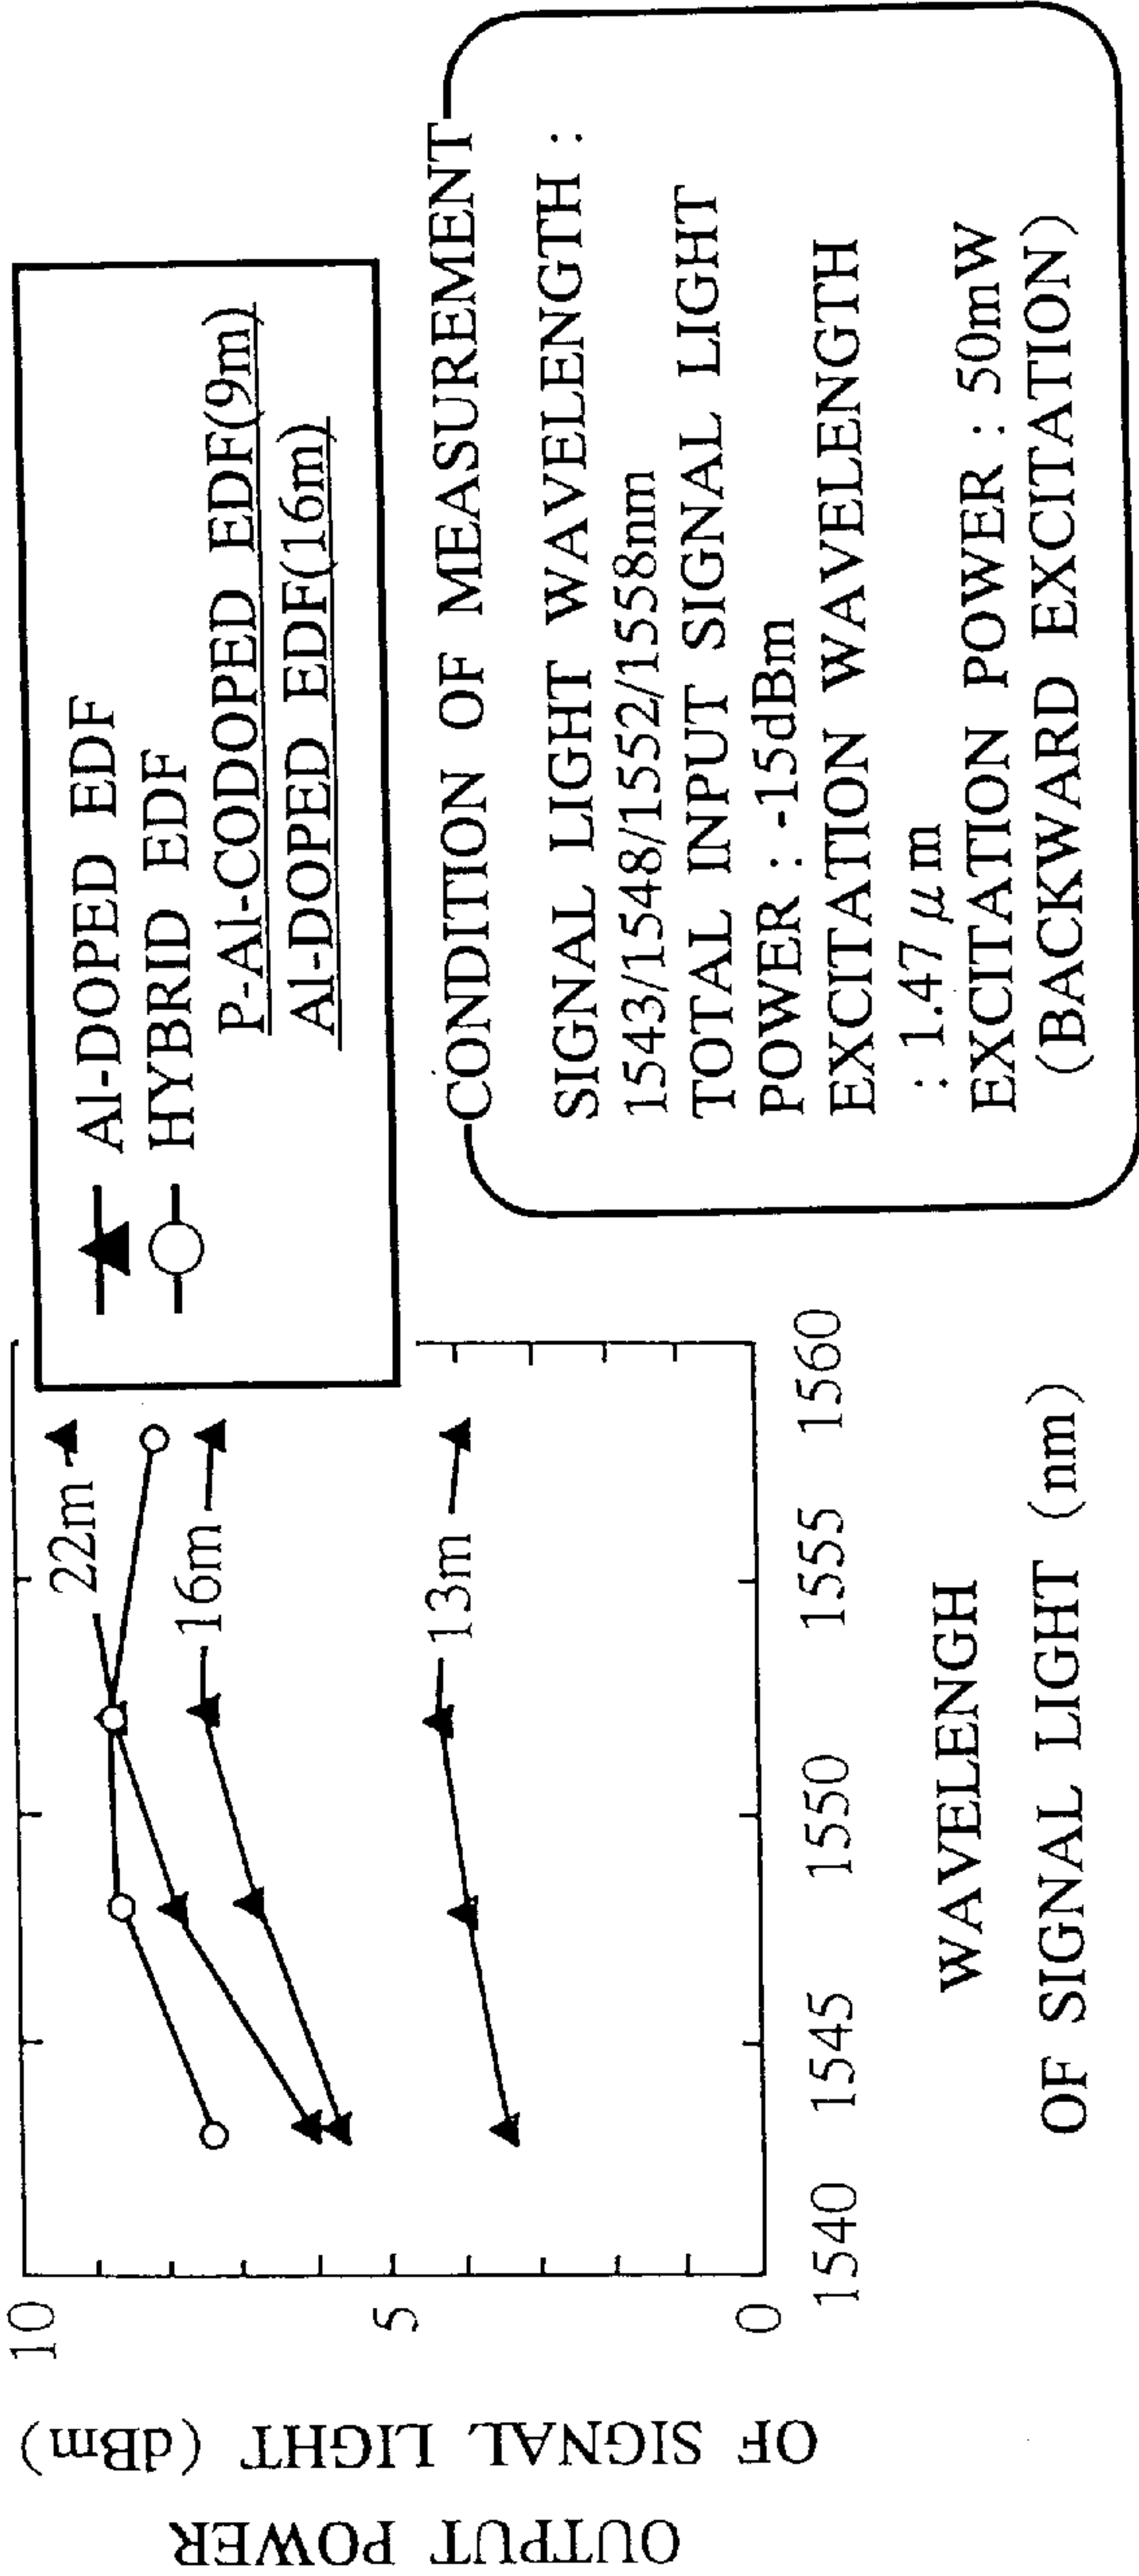 OUTPUT POWER
OF SIGNAL LIGHT (dBm)
10
5
0
22m
16m
13m
1540
1545
1550
1555
1560
WAVELENGH
OF SIGNAL LIGHT (nm)
Al-DOPED EDF
HYBRID EDF
P-Al-CODOPED EDF(9m)
Al-DOPED EDF(16m)
CONDITION OF MEASUREMENT
SIGNAL LIGHT WAVELENGTH :
1543/1548/1552/1558nm
TOTAL INPUT SIGNAL LIGHT
POWER : -15dBm
EXCITATION WAVELENGTH
: 1.47 μm
EXCITATION POWER : 50mW
(BACKWARD EXCITATION)